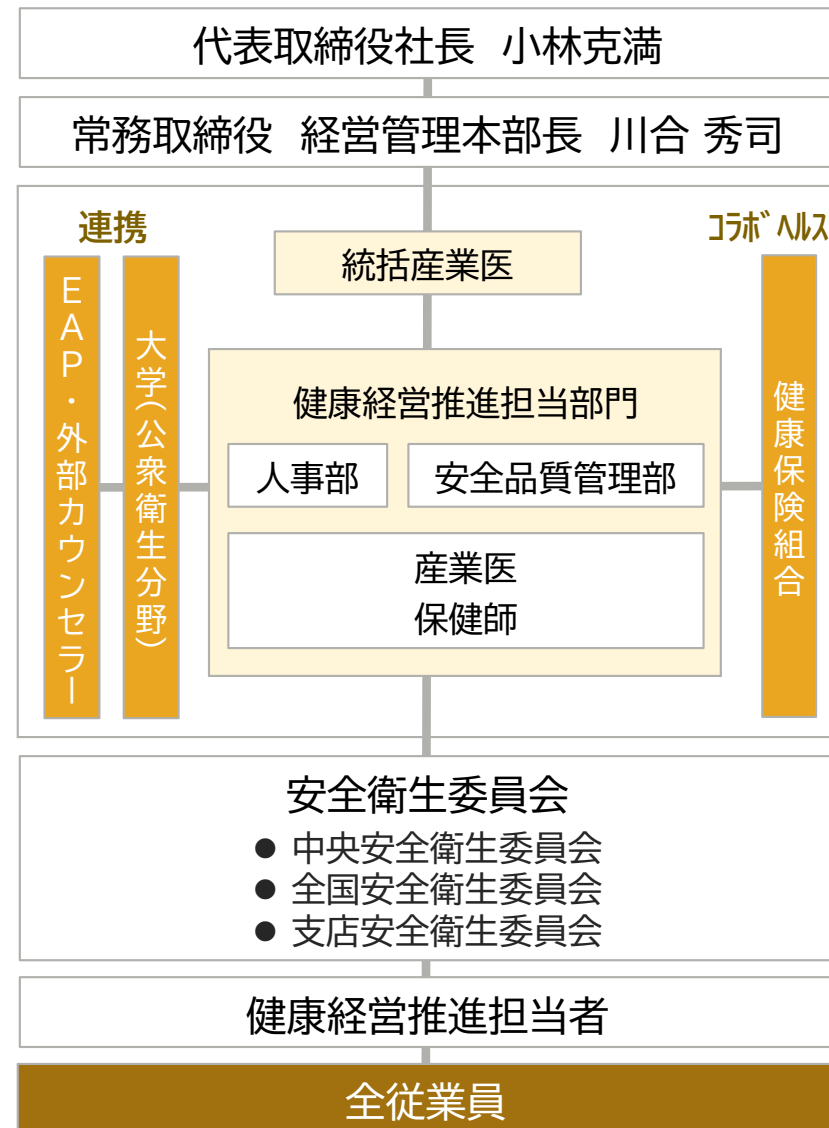 代表取締役社長 小林克満
常務取締役 経営管理本部長 川合 秀司
連携
コラボヘルス
統括産業医
EAP・外部カウンセラー
大学(公衆衛生分野)
健康経営推進担当部門
人事部
安全品質管理部
産業医
保健師
健康保険組合
安全衛生委員会
● 中央安全衛生委員会
● 全国安全衛生委員会
● 支店安全衛生委員会
健康経営推進担当者
全従業員